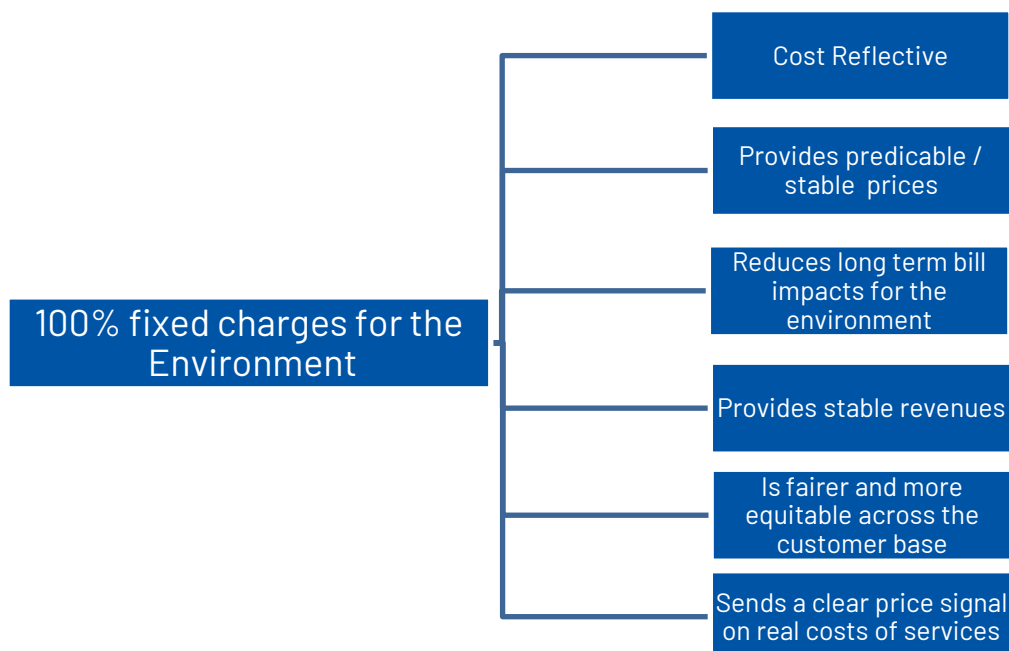 Cost Reflective
Provides predicable /
stable prices
Reduces long term bill
impacts for the
environment
100% fixed charges for the
Environment
Provides stable revenues
Is fairer and more
equitable across the
customer base
Sends a clear price signal
on real costs of services